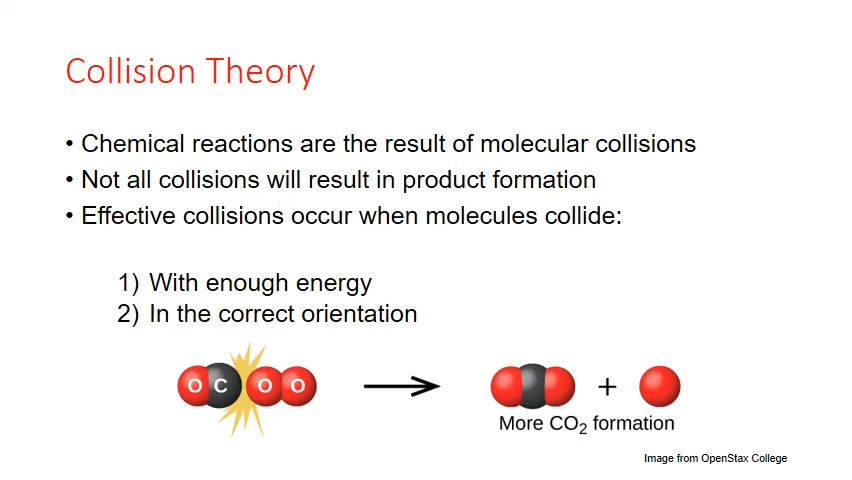 Collision Theory
• Chemical reactions are the result of molecular collisions
• Not all collisions will result in product formation
• Effective collisions occur when molecules collide:
1) With enough energy
2) In the correct orientation
O C O O
+
More CO₂ formation
Image from OpenStax College